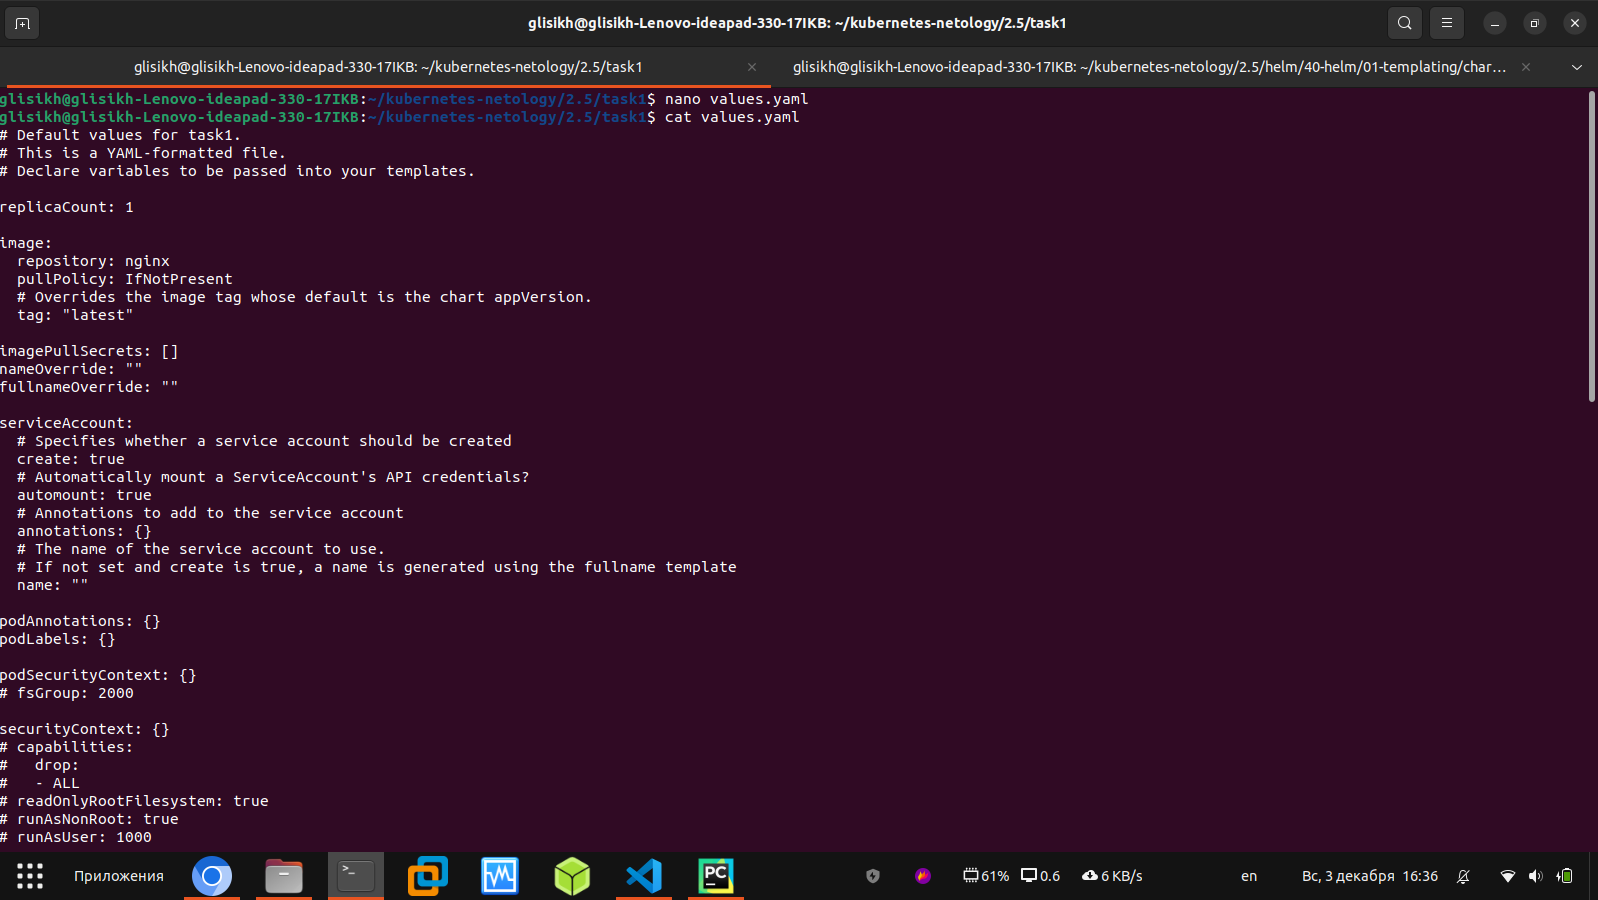 glisikh@glisikh-Lenovo-ideapad-330-17IKB: ~/kubernetes-netology/2.5/task1
glisikh@glisikh-Lenovo-ideapad-330-17IKB: ~/kubernetes-netology/2.5/task1
glisikh@glisikh-Lenovo-ideapad-330-17IKB: ~/kubernetes-netology/2.5/helm/40-helm/01-templating/char...
glisikh@glisikh-Lenovo-ideapad-330-17IKB:~/kubernetes-netology/2.5/task1$ nano values.yaml
glisikh@glisikh-Lenovo-ideapad-330-17IKB:~/kubernetes-netology/2.5/task1$ cat values.yaml
# Default values for task1.
# This is a YAML-formatted file.
# Declare variables to be passed into your templates.
replicaCount: 1
image:
  repository: nginx
  pullPolicy: IfNotPresent
  # Overrides the image tag whose default is the chart appVersion.
  tag: "latest"
imagePullSecrets: []
nameOverride: ""
fullnameOverride: ""
serviceAccount:
  # Specifies whether a service account should be created
  create: true
  # Automatically mount a ServiceAccount's API credentials?
  automount: true
  # Annotations to add to the service account
  annotations: {}
  # The name of the service account to use.
  # If not set and create is true, a name is generated using the fullname template
  name: ""
podAnnotations: {}
podLabels: {}
podSecurityContext: {}
# fsGroup: 2000
securityContext: {}
# capabilities:
#   drop:
#   - ALL
# readOnlyRootFilesystem: true
# runAsNonRoot: true
# runAsUser: 1000
Приложения
PC
61%
0.6
6 KB/s
en
Вс, 3 декабря 16:36